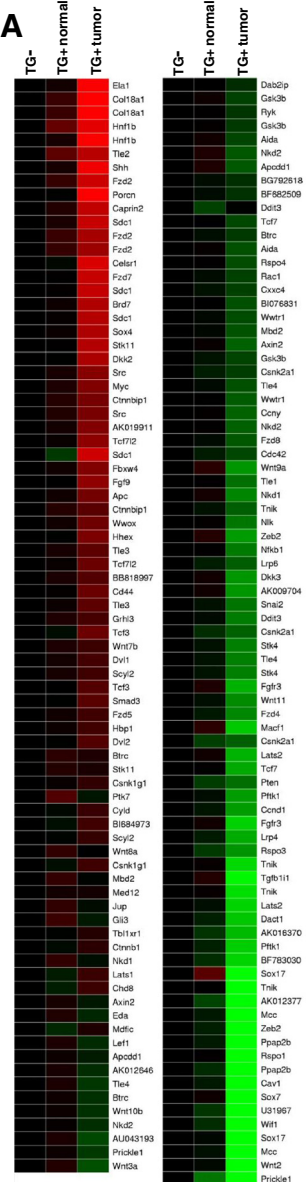 A
TG-
TG+ normal
TG+ tumor
TG-
TG+ normal
TG+ tumor
Ela1
Col18a1
Col18a1
Hnf1b
Hnf1b
Tle2
Shh
Fzd2
Porcn
Caprin2
Sdc1
Fzd2
Fzd2
Celsr1
Fzd7
Sdc1
Brd7
Sdc1
Sox4
Stk11
Dkk2
Src
Myc
Ctnnbip1
Src
AK019911
Tcf7l2
Sdc1
Fbxw4
Fgf9
Apc
Ctnnbip1
Wwox
Hhex
Tle3
Tcf7l2
BB818997
Cd44
Tle3
Grhl3
Tcf3
Wnt7b
Dvl1
Scyl2
Tcf3
Smad3
Fzd5
Hbp1
Dvl2
Btrc
Stk11
Csnk1g1
Ptk7
Cyld
BI684973
Scyl2
Wnt8a
Csnk1g1
Mbd2
Med12
Jup
Gli3
Tbl1xr1
Ctnnb1
Nkd1
Lats1
Chd8
Axin2
Eda
Mdfic
Lef1
Apcdd1
AK012646
Tle4
Btrc
Wnt10b
Nkd2
AU043193
Prickle1
Wnt3a
Dab2ip
Gsk3b
Ryk
Gsk3b
Aida
Nkd2
Apcdd1
BG792618
BF682509
Ddit3
Tcf7
Btrc
Aida
Rspo4
Rac1
Cxxc4
BI076831
Wwtr1
Mbd2
Axin2
Gsk3b
Csnk2a1
Tle4
Wwtr1
Ccny
Nkd2
Fzd8
Cdc42
Wnt9a
Tle1
Nkd1
Tnik
Nlk
Zeb2
Nfkb1
Lrp6
Dkk3
AK009704
Snai2
Ddit3
Csnk2a1
Stk4
Tle4
Stk4
Fgfr3
Wnt11
Fzd4
Macf1
Csnk2a1
Lats2
Tcf7
Pten
Pftk1
Ccnd1
Fgfr3
Lrp4
Rspo3
Tnik
Tgfb1i1
Tnik
Lats2
Dact1
AK016370
Pftk1
BF783030
Sox17
Tnik
AK012377
Mcc
Zeb2
Ppap2b
Rspo1
Ppap2b
Cav1
Sox7
U31967
Wif1
Sox17
Mcc
Wnt2
Prickle1